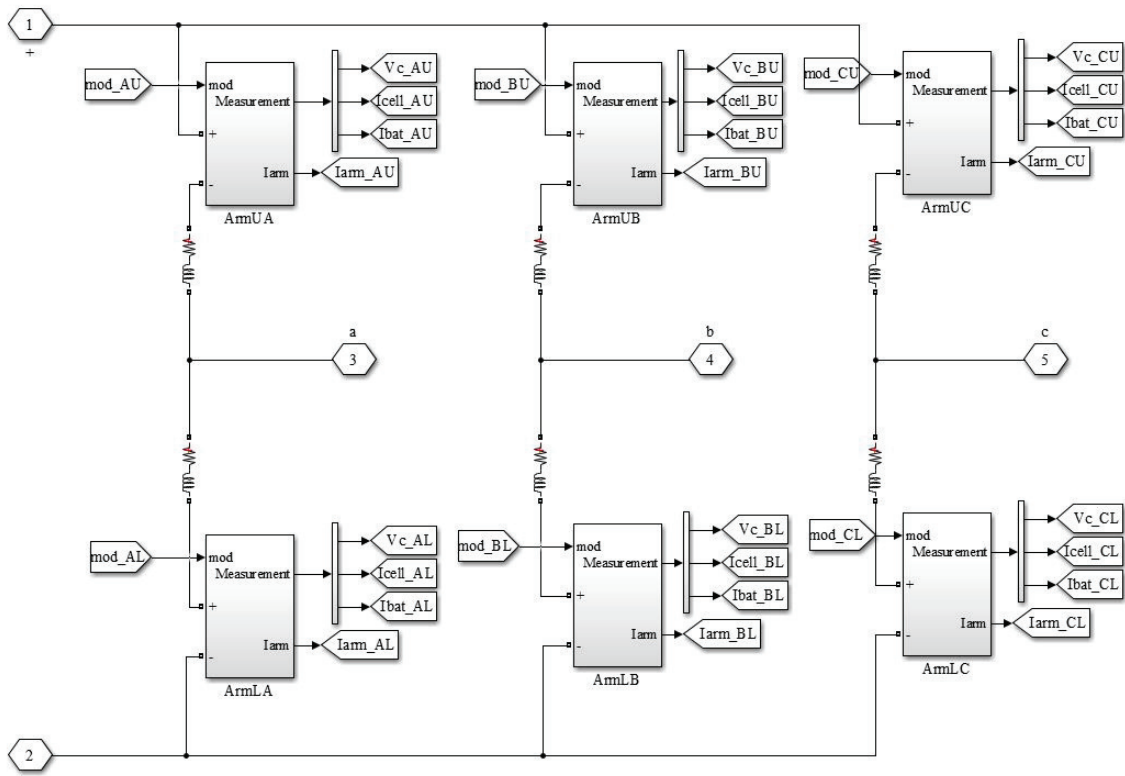 1
+
mod_AU
mod
Measurement
+
-
Iarm
ArmUA
Vc_AU
Icell_AU
Ibat_AU
Iarm_AU
mod_BU
mod
Measurement
+
-
Iarm
ArmUB
Vc_BU
Icell_BU
Ibat_BU
Iarm_BU
mod_CU
mod
Measurement
+
-
Iarm
ArmUC
Vc_CU
Icell_CU
Ibat_CU
Iarm_CU
a
3
b
4
c
5
mod_AL
mod
Measurement
+
-
Iarm
ArmLA
Vc_AL
Icell_AL
Ibat_AL
Iarm_AL
mod_BL
mod
Measurement
+
-
Iarm
ArmLB
Vc_BL
Icell_BL
Ibat_BL
Iarm_BL
mod_CL
mod
Measurement
+
-
Iarm
ArmLC
Vc_CL
Icell_CL
Ibat_CL
Iarm_CL
2